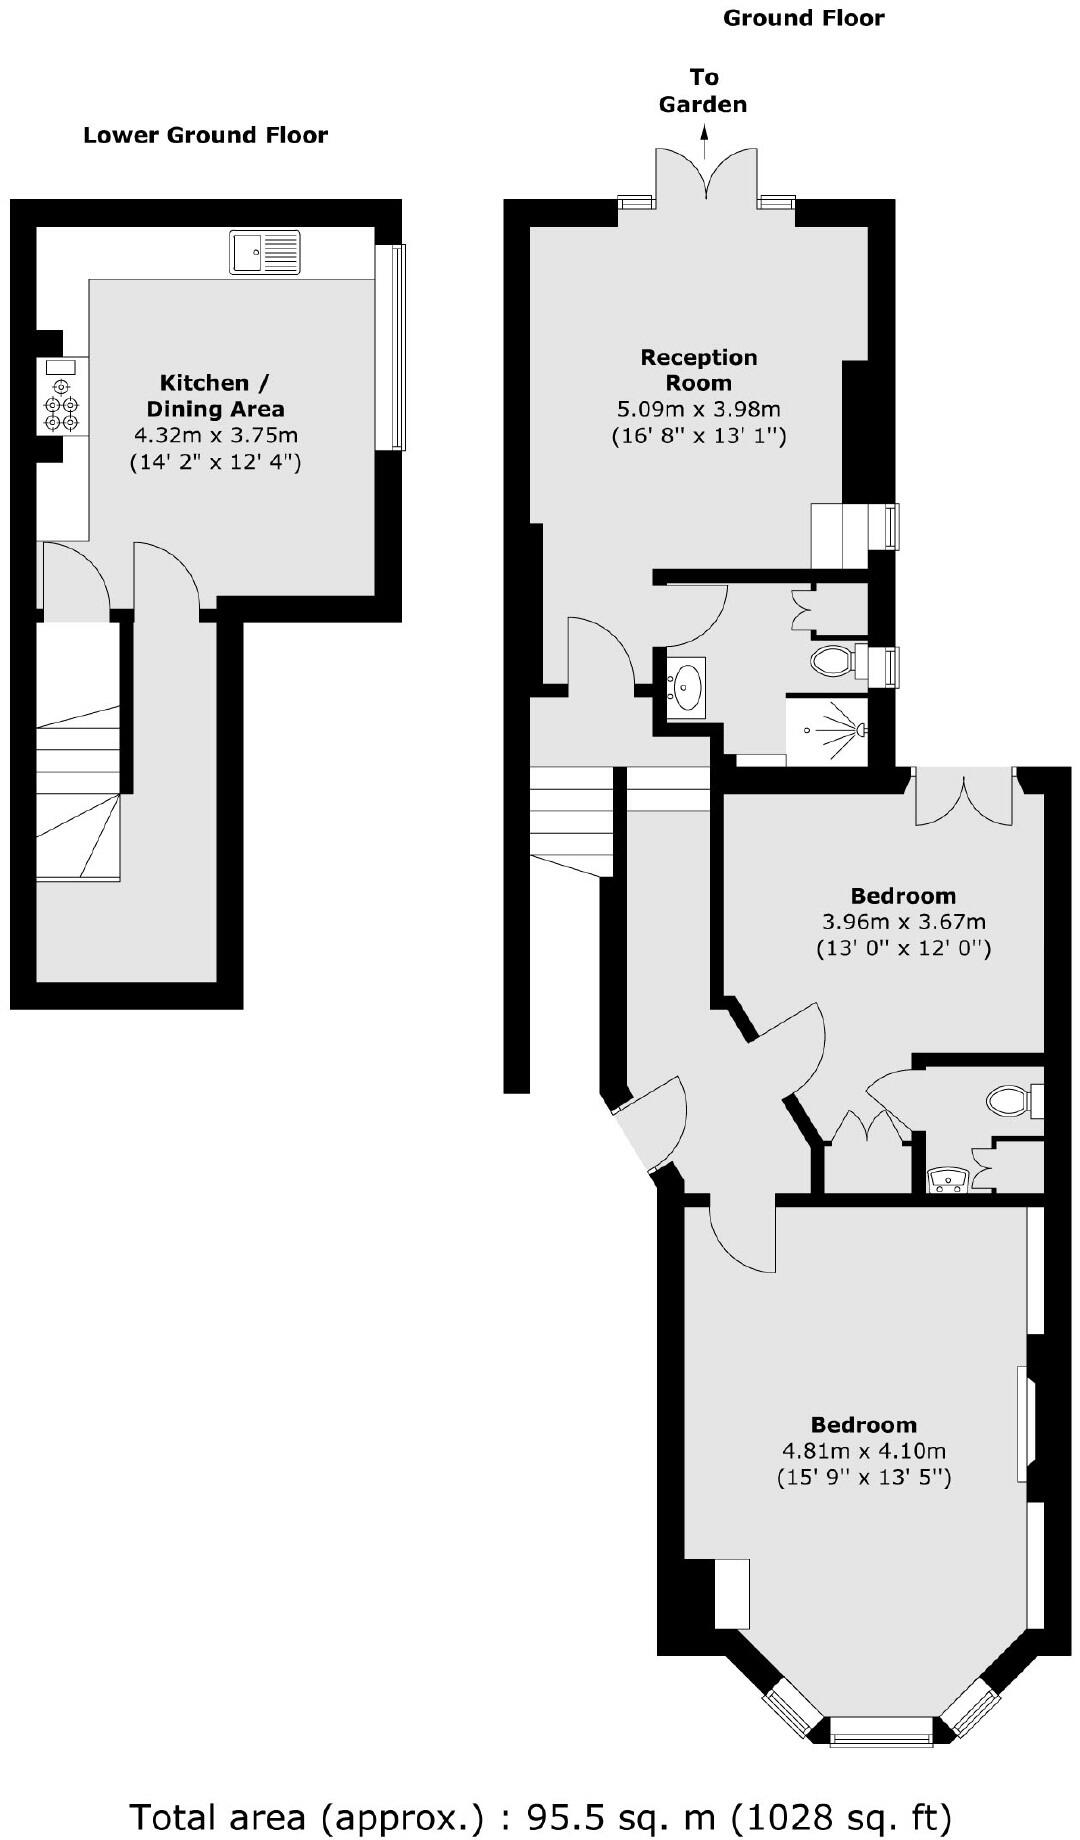 Ground Floor
To
Garden
Lower Ground Floor
Kitchen /
Dining Area
4.32m x 3.75m
(14' 2" x 12' 4")
Reception
Room
5.09m x 3.98m
(16' 8" x 13' 1")
Bedroom
3.96m x 3.67m
(13' 0" x 12' 0")
Bedroom
4.81m x 4.10m
(15' 9" x 13' 5")
Total area (approx.) : 95.5 sq. m (1028 sq. ft)